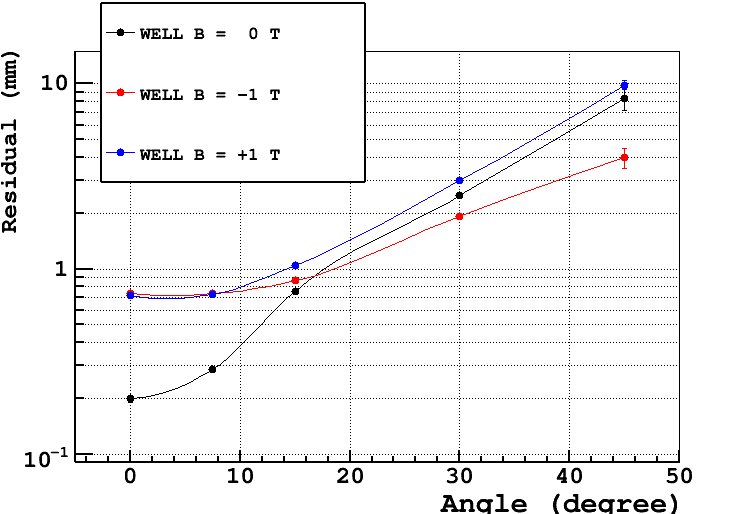 WELL B = 0 T
WELL B = -1 T
WELL B = +1 T
Residual (mm)
10
1
10⁻¹
0 10 20 30 40 50
Angle (degree)